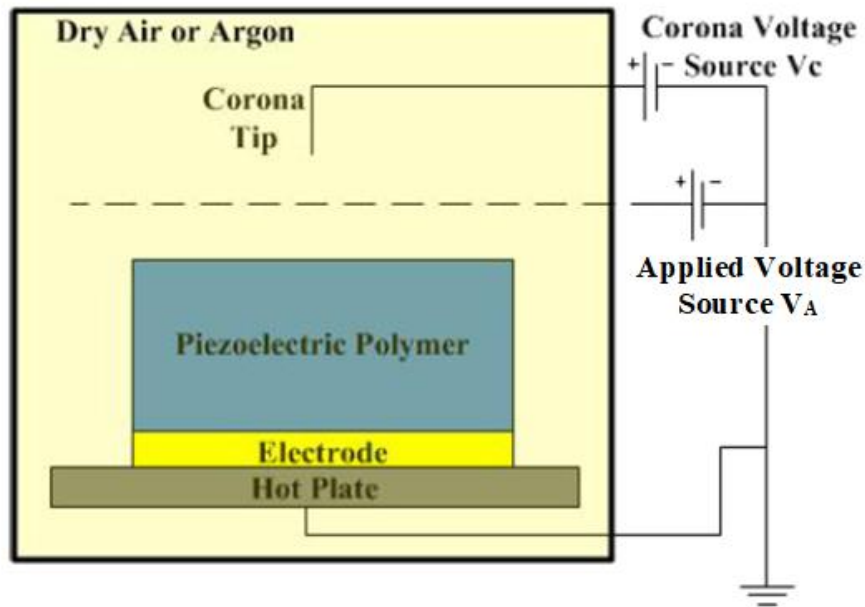 Dry Air or Argon
Corona Voltage
Source Vc
+ -
Corona
Tip
+ -
Applied Voltage
Source VA
Piezoelectric Polymer
Electrode
Hot Plate